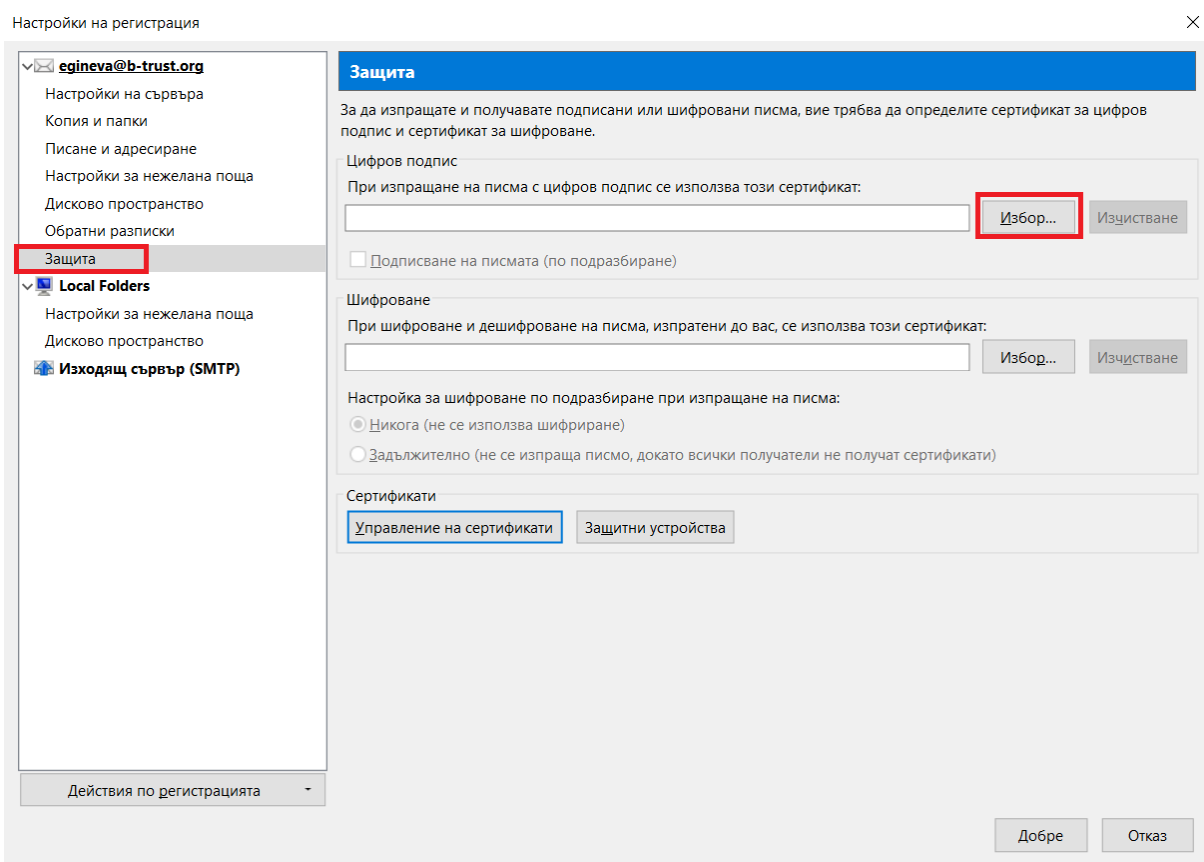 Настройки на регистрация
egineva@b-trust.org
Настройки на сървъра
Копия и папки
Писане и адресиране
Настройки за нежелана поща
Дисково пространство
Обратни разписки
Защита
Local Folders
Настройки за нежелана поща
Дисково пространство
Изходящ сървър (SMTP)
Действия по регистрацията
Защита
За да изпращате и получавате подписани или шифровани писма, вие трябва да определите сертификат за цифров
подпис и сертификат за шифроване.
Цифров подпис
При изпращане на писма с цифров подпис се използва този сертификат:
Избор... Изчистване
Подписване на писмата (по подразбиране)
Шифроване
При шифроване и дешифроване на писма, изпратени до вас, се използва този сертификат:
Избор... Изчистване
Настройка за шифроване по подразбиране при изпращане на писма:
Никога (не се използва шифриране)
Задължително (не се изпраща писмо, докато всички получатели не получат сертификати)
Сертификати
Управление на сертификати Защитни устройства
Добре Отказ